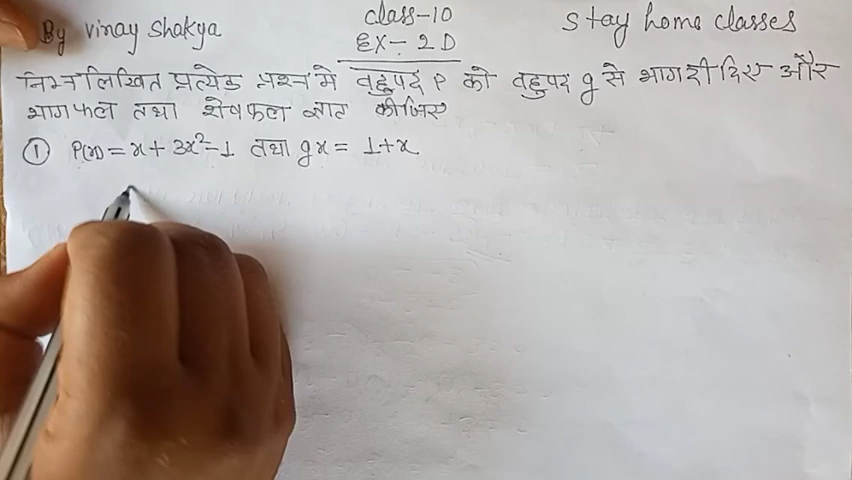 By Vinay Shakya
class-10
EX-2D
Stay home classes
निम्नलिखित प्रत्येक प्रश्न मे बहुपद P को बहुपद g से भाग दीजिए और
भागफल तथा शेषफल ज्ञात कीजिए
① P(x) = x + 3x² - 1 तथा gx = 1 + x